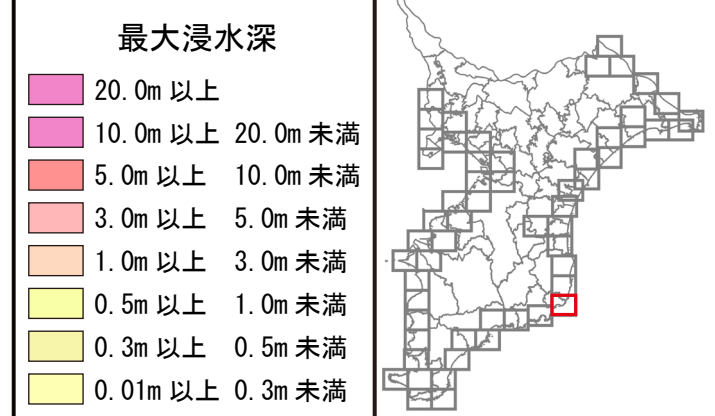 最大浸水深
20.0m 以上
10.0m 以上 20.0m 未満
5.0m 以上 10.0m 未満
3.0m 以上 5.0m 未満
1.0m 以上 3.0m 未満
0.5m 以上 1.0m 未満
0.3m 以上 0.5m 未満
0.01m 以上 0.3m 未満